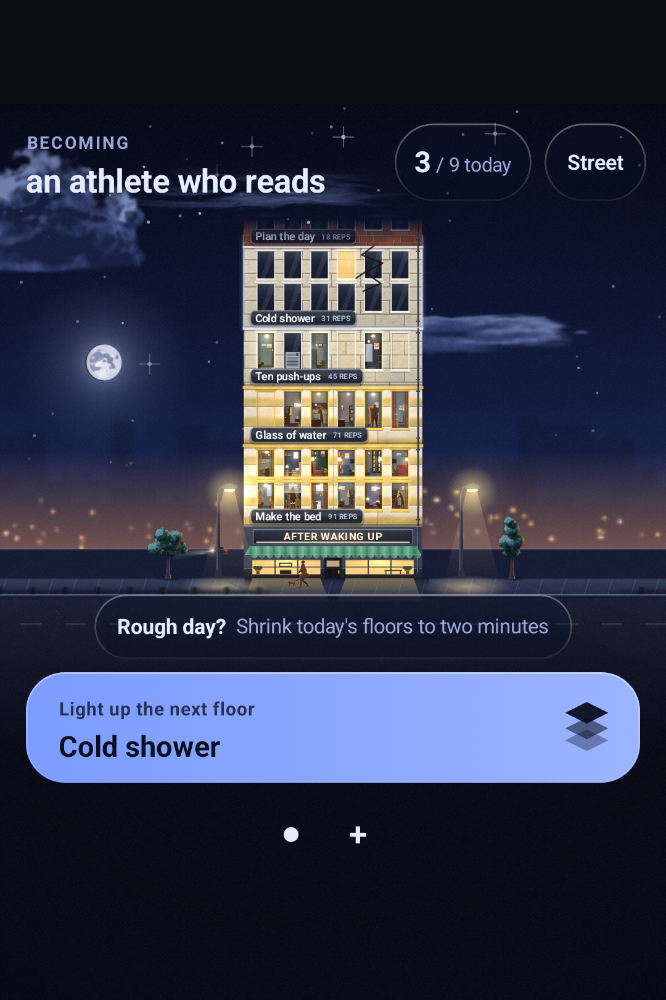 BECOMING
an athlete who reads
3 / 9 today
Street
Plan the day 18 REPS
Cold shower 31 REPS
Ten push-ups 45 REPS
Glass of water 71 REPS
Make the bed 91 REPS
AFTER WAKING UP
Rough day? Shrink today's floors to two minutes
Light up the next floor
Cold shower